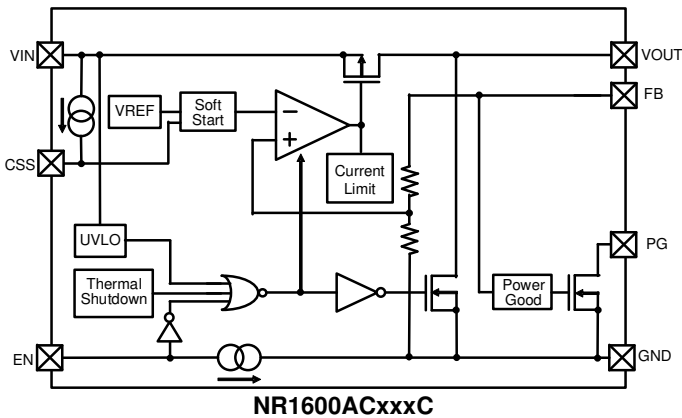 VIN
VOUT
VREF
Soft
Start
−
+
FB
CSS
Current
Limit
UVLO
PG
Thermal
Shutdown
Power
Good
EN
GND
NR1600ACxxxC